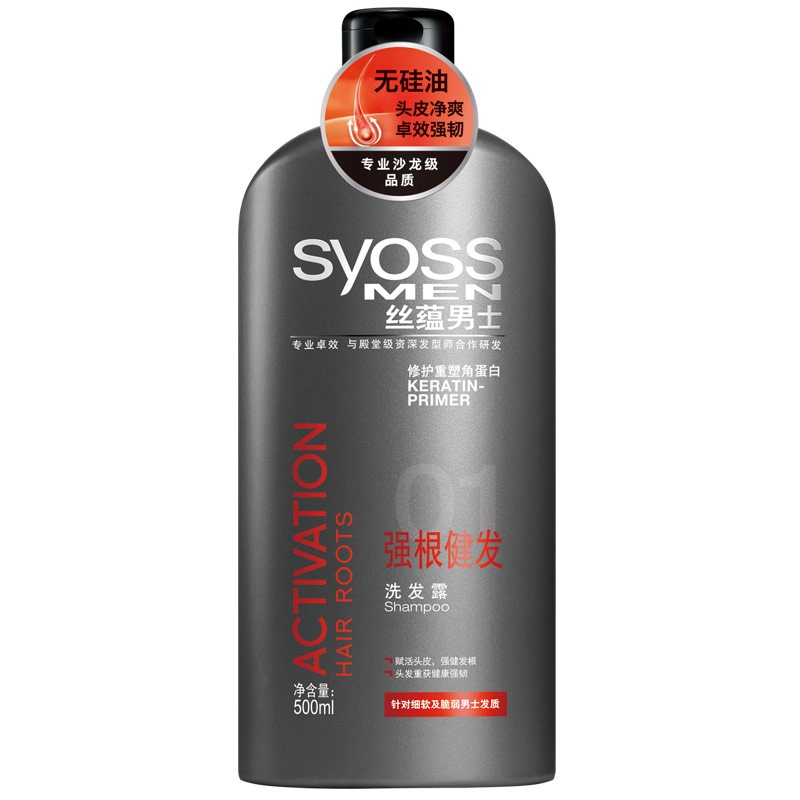 无硅油
头皮净爽
卓效强韧
专业沙龙级
品质
syoss
MEN
丝蕴男士
专业卓效 与殿堂级资深发型师合作研发
修护重塑角蛋白
KERATIN-
PRIMER
01
ACTIVATION
HAIR ROOTS
强根健发
洗发露
Shampoo
赋活头皮，强健发根
头发重获健康强韧
净含量：
500ml
针对细软及脆弱男士发质